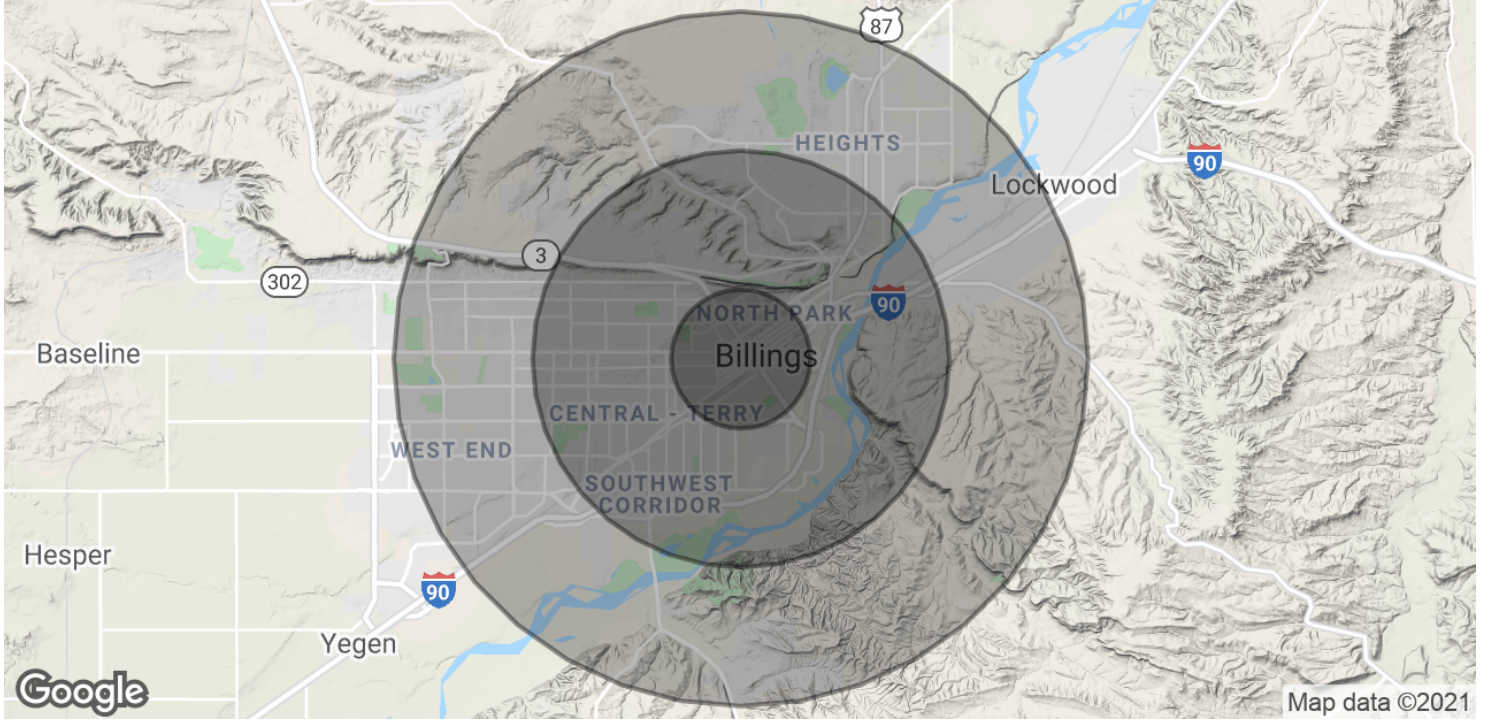 87
HEIGHTS
90
Lockwood
3
302
90
NORTH PARK
Baseline
Billings
CENTRAL - TERRY
WEST END
SOUTHWEST
CORRIDOR
Hesper
90
Yegen
Google
Map data ©2021